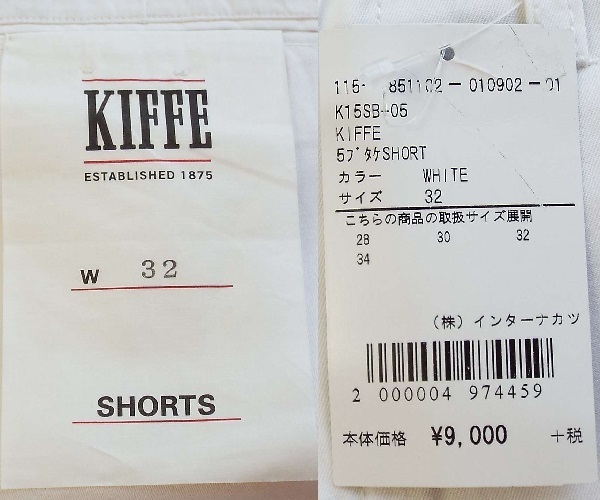 KIFFE
ESTABLISHED 1875
W 32
SHORTS
115- 851102-010902-01
K15SB-05
KIFFE
5ブタケSHORT
カラー WHITE
サイズ 32
こちらの商品の取扱サイズ展開
28 30 32
34
(株)インターナカツ
2 000004 974459
本体価格 ¥9,000 +税